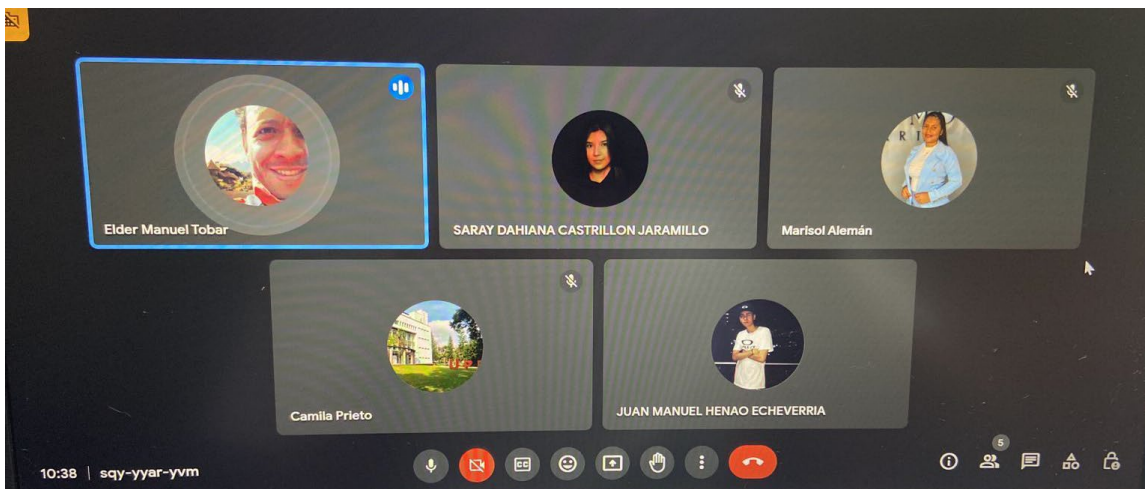 Elder Manuel Tobar
SARAY DAHIANA CASTRILLON JARAMILLO
Marisol Alemán
Camila Prieto
JUAN MANUEL HENAO ECHEVERRIA
5
10:38 | sqy-yyar-yvm
CC